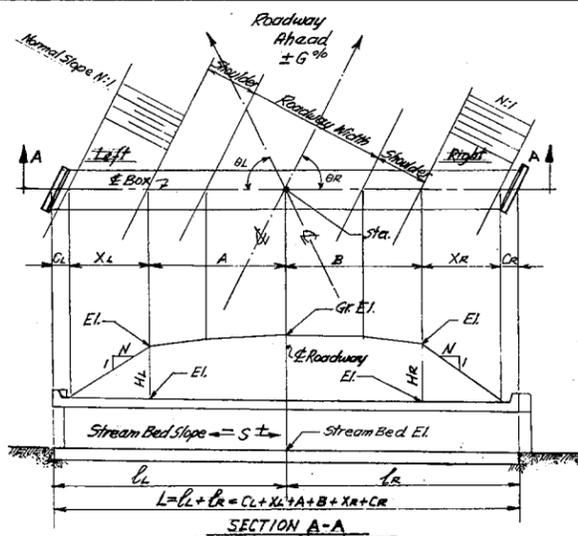 Roadway
Ahead
± G %
Normal Slope N:1
Shoulder
Roadway Width
Shoulder
N:1
A
Left
θL
θR
Right
A
℄ Box
Sta.
CL
XL
A
B
XR
CR
El.
Gr. El.
El.
N
1
℄ Roadway
N
1
HL
El.
El.
HR
Stream Bed Slope = S ±
Stream Bed El.
ℓL
ℓR
L = ℓL + ℓR = CL + XL + A + B + XR + CR
SECTION A-A